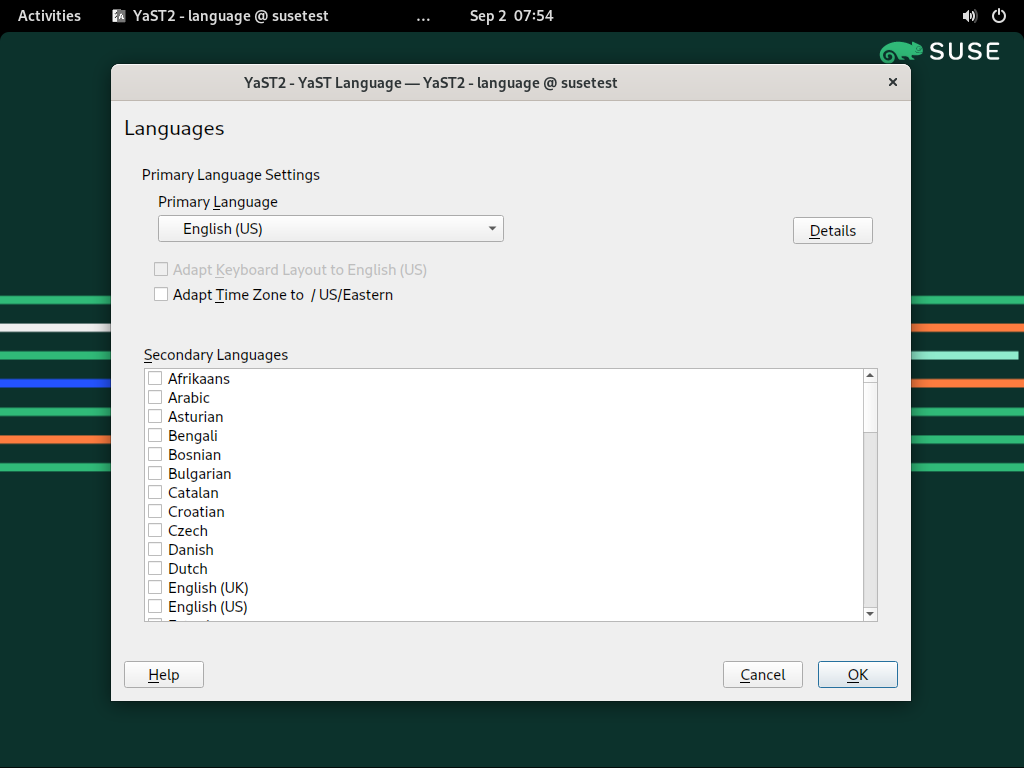 Activities YaST2 - language @ susetest ... Sep 2 07:54
SUSE
YaST2 - YaST Language — YaST2 - language @ susetest
Languages
Primary Language Settings
Primary Language
English (US)
Details
Adapt Keyboard Layout to English (US)
Adapt Time Zone to / US/Eastern
Secondary Languages
Afrikaans
Arabic
Asturian
Bengali
Bosnian
Bulgarian
Catalan
Croatian
Czech
Danish
Dutch
English (UK)
English (US)
Help Cancel OK